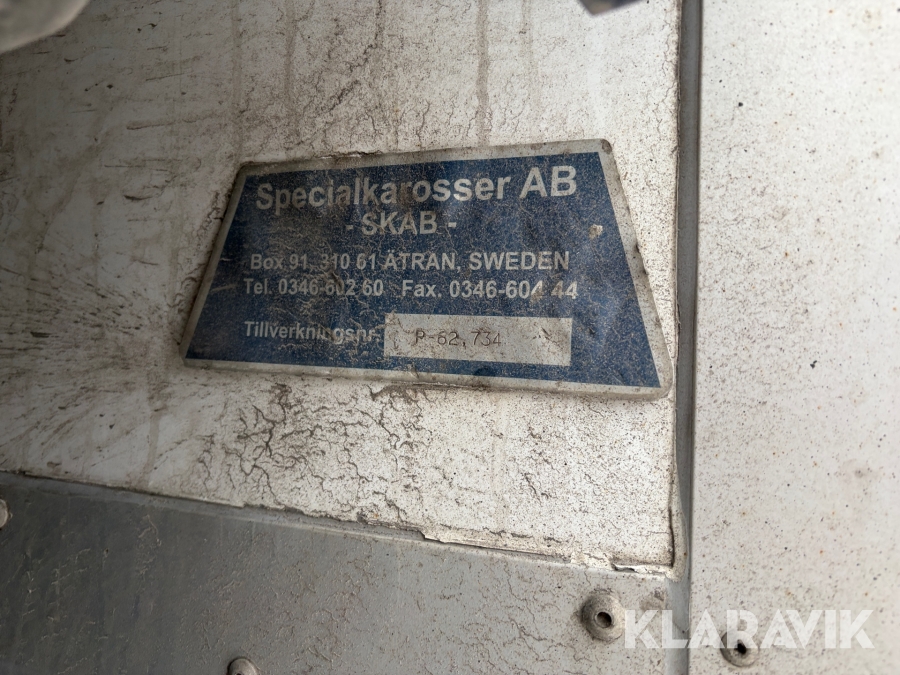 Specialkarosser AB
- SKAB -
Box 91, 310 61 ÄTRAN, SWEDEN
Tel. 0346-602 60 Fax. 0346-604 44
Tillverkningsnr. P-62,734
KLARAVIK